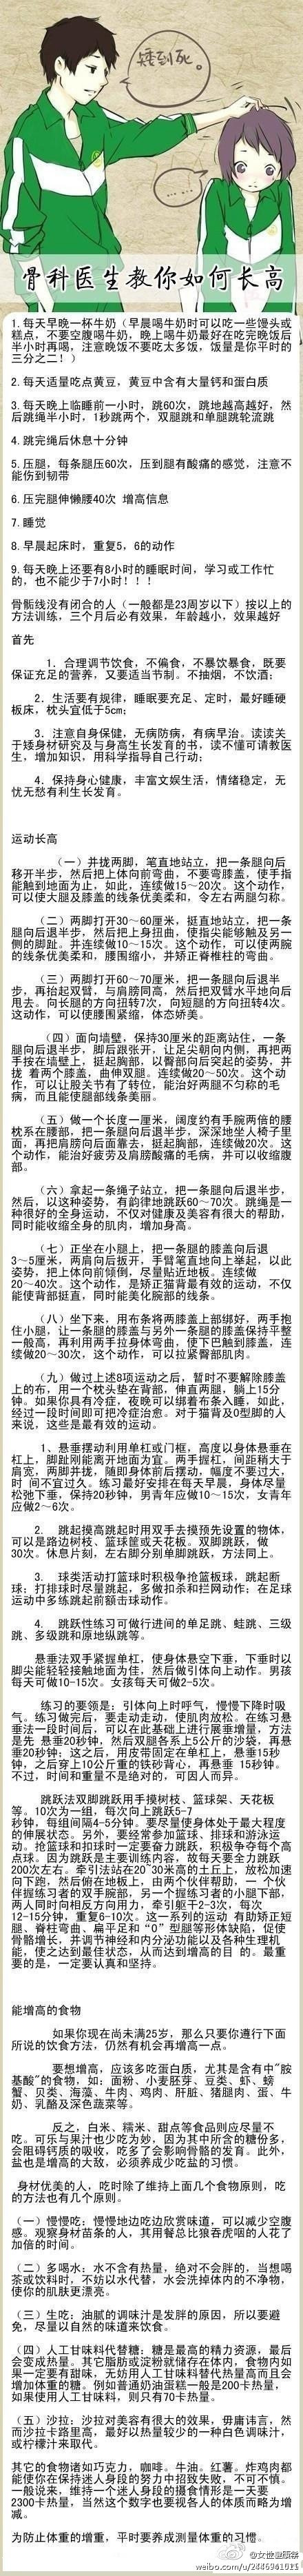 矮到死。
……
骨科医生教你如何长高
1.每天早晚一杯牛奶（早晨喝牛奶时可以吃一些馒头或
糕点，不要空腹喝牛奶，晚上喝牛奶最好在吃完晚饭后
半小时再喝，注意晚饭不要吃太多饭，饭量是你平时的
三分之二！）
2.每天适量吃点黄豆，黄豆中含有大量钙和蛋白质
3.每天晚上临睡前一小时，跳60次，跳地越高越好，然
后跳绳半小时，1秒跳两个，双腿跳和单腿跳轮流跳
4.跳完绳后休息十分钟
5.压腿，每条腿压60次，压到腿有酸痛的感觉，注意不
能伤到韧带
6.压完腿伸懒腰40次 增高信息
7.睡觉
8.早晨起床时，重复5，6的动作
9.每天晚上还要有8小时的睡眠时间，学习或工作忙
的，也不能少于7小时！！！
骨骺线没有闭合的人（一般都是23周岁以下）按以上的
方法训练，三个月后必有效果，年龄越小，效果越好
首先
1．合理调节饮食，不偏食，不暴饮暴食，既要
保证充足的营养，又要适当节制。不抽烟，不饮酒；
2．生活要有规律，睡眠要充足、定时，最好睡硬
板床，枕头宜低于5cm；
3．注意自身保健，无病防病，有病早治。读读关
于矮身材研究及与身高生长发育的书，读不懂可请教医
生，增加知识，用科学指导自己行动；
4．保持身心健康，丰富文娱生活，情绪稳定，无
忧无愁有利生长发育。
运动长高
（一）并拢两脚，笔直地站立，把一条腿向后
移开半步，然后把上体向前弯曲，不要弯膝盖，使手指
能触到地面为止，如此，连续做15～20次。这个动作，
可以使大腿及膝盖的线条优美柔和，令左右两腿匀称。
（二）两脚打开30～60厘米，挺直地站立，把一条
腿向后退半步，然后把上身扭曲，使指尖能够触及另一
侧的脚趾。并连续做10～15次。这个动作，可以使两腕
的线条优美柔和，腰围缩小，并矫正脊椎柱的弯曲。
（三）两脚打开60～70厘米，把一条腿向后退半
步，再抬起双臂，与肩膀同高，然后把双臂水平地向后
甩去。向长腿的方向扭转7次，向短腿的方向扭转4次。
这动作，可以使腰围紧缩，体态娇美。
（四）面向墙壁，保持30厘米的距离站住，一条
腿向后退半步，脚后跟张开，让足尖朝向内侧，再把两
手按在墙壁上，挺起胸部，以臀部向后突起的姿势，并
拢 着两个膝盖，曲伸双腿。连续做20～50次。这个动
作，可以让股关节有了转位，能治好两脚不匀称的毛
病，而且能使腿部线条美丽。
（五）做一个长度一厘米，阔度约有手腕两倍的腰
枕系在腰部，把一条腿向后退半步，深深地坐人椅子里
面，再把肩膀向后面靠去，挺起胸部，连续做20次。这
个动作，能治好疲劳及肩膀酸痛的毛病，并可以收缩腹
部。
（六）拿起一条绳子站立，把一条腿向后退半步，
然后，以这种姿势，有韵律地跳跃60～70次。跳绳是一
种很好的全身运动，不仅对健康及美容有很大的帮助，
同时能收缩全身的肌肉，增加身高。
（七）正坐在小腿上，把一条腿的膝盖向后退
3～5厘米，两肩向后扳开，手臂笔直地向上举起，以此
姿势，把上体向前倾倒，尽量贴近地板。连续做
20～40次。这个动作，是矫正猫背最有效的运动，不仅
能使背部挺直，同时能美化腕部的线条。
（八）坐下来，用布条将两膝盖上部绑好，两手抱
住小腿，让一条腿的膝盖与另外一条腿的膝盖保持平整
一般高，再利用两手拉身体弯曲，使下巴触到膝盖，连
续做20～30次，这个动作，可以拉紧臀部肌肉。
（九）做过上述8项运动之后，暂时不要解除膝盖
上的布，用一个枕头垫在背部，伸直两腿，躺上15分
钟。如果你具有冷症，夜晚可以绑着布条入睡，如此，
经过一段时间即可把冷症治愈。对于猫背及O型脚的人
来说，这些是最有效的运动。
1、悬垂摆动利用单杠或门框，高度以身体悬垂在
杠上，脚趾刚能离开地面为宜。两手握杠，间距稍大于
肩宽，两脚并拢，随即身体前后摆动，幅度不要过大，
时 间不宜过久。练习最好安排在每天早晨，身体尽量
松弛下垂，保持20秒钟，男青年应做10～15次，女青年
应做2～6次。
2． 跳起摸高跳起时用双手去摸预先设置的物体，
可以是路边树枝、篮球筐或天花板。双脚跳跃，做
30次。休息片刻，左右脚分别单脚跳跃，方法同上。
3． 球类活动打篮球时积极争抢篮板球，跳起断
球；打排球时尽量跳起，多做扣杀和拦网动作；在足球
运动中多练跳起前额击球动作。
4． 跳跃性练习可做行进间的单足跳、蛙跳、三级
跳、多级跳和原地纵跳等。
悬垂法双手紧握单杠，使身体悬空下垂，下垂时以
脚尖能轻轻接触地面为佳，然后做引体向上动作。男孩
每天可做10-15次。女孩每天可做2-5次。
练习的要领是：引体向上时呼气，慢慢下降时吸
气。练习做完后，要走动走动，使肌肉放松。在练习悬
垂法一段时间后，可以在此基础上进行展垂增量，方法
是先 悬垂20秒钟，然后双腿各系上5公斤的沙袋，再悬
垂20秒钟；这之后，用皮带固定在单杠上，悬垂15秒
钟，之后穿上10公斤重的铁砂背心，再悬垂 15秒钟。
不过，时间和重量不是绝对的，可因人而异。
跳跃法双脚跳跃用手摸树枝、篮球架、天花板
等。10次为一组，每次向上跳跃5-7
秒钟，每组间隔4-5分钟。要尽量使身体处于最大程度
的伸展状态。另外，要经常参加篮球、排球和游泳运
动。抢篮球和扣球时一定要奋力跳跃，积极争夺每个高
点球。因为跳跃是主要训练内容，故每天要全力跳跃
200次左右。牵引法站在20~30米高的土丘上，放松加速
向下跑，然后俯在地板上，由两个伙伴帮助，一 个伙
伴握练习者的双手腕部，另一个握练习者的小腿下部，
两人同时向相反方向用力，牵引躯干2-3次，每次
12-15分钟，重复6-10次。这一系列的运动 有助矫正短
腿、脊柱弯曲、扁平足和“O”型腿等形体缺陷，促使
骨骼增长，并调节神经和内分泌功能以及各种生理机
能，使之达到最佳状态，从而达到增高的目 的。最重
要的是，一定要认真和坚持。
能增高的食物
如果你现在尚未满25岁，那么只要你遵行下面
所说的饮食方法，仍然有希望再增高一点。
要想增高，应该多吃蛋白质，尤其是含有中"胺
基酸"的食物，如：面粉、小麦胚芽、豆类、虾、螃
蟹、贝类、海藻、牛肉、鸡肉、肝脏、猪腿肉、蛋、牛
奶、乳酪及深色蔬菜等。
反之，白米、糯米、甜点等食品则应尽量不
吃。可乐与果汁也少吃为妙，因为其中所含的糖份多，
会阻碍钙质的吸收，吃多了会影响骨骼的发育。此外，
盐也是增高的大敌，必须养成少吃盐的习惯。
身材优美的人，吃时除了维持上面几个食物原则，吃
的方法也有几个原则。
（一）慢慢吃：慢慢地边吃边欣赏味道，可以减少空腹
感。观察身材苗条的人，其用餐总比狼吞虎咽的人花了
加倍的时间。
（二）多喝水：水不含有热量，绝对不会胖的，当想喝
茶或饮料时，不妨以水代替，水会洗掉体内的不净物，
使你的肌肤更漂亮。
（三）生吃：油腻的调味汁是发胖的原因，所以要避
免，尽量以自然的味道来饮食。
（四）人工甘味料代替糖：糖是最高的精力资源，最后
会变成热量。其它脂肪或淀粉就储存在体内，食物内如
果一定要有甜味，无妨用人工甘味料替代热量高而且会
增加体重的糖。例如普通奶油蛋糕一般是200卡热量，
如果使用人工甘味料，则只有70卡热量。
（五）沙拉：沙拉对美容有很大的效果，毋庸讳言，然
而沙拉卡路里高，最好以热量较少的一种白色调味汁，
或柠檬汁来取代。
其它的食物诸如巧克力，咖啡。牛油。红薯。炸鸡肉都
能使你在保持迷人身段的努力中招致失败，不可不慎。
一般说来，维持一个迷人身段的摄食情形是一天要
2300卡热量，当然这个数字也要视各人的体质而略为增
减。
为防止体重的增重，平时要养成测量体重的习惯。
weibo.com/u/2446941021